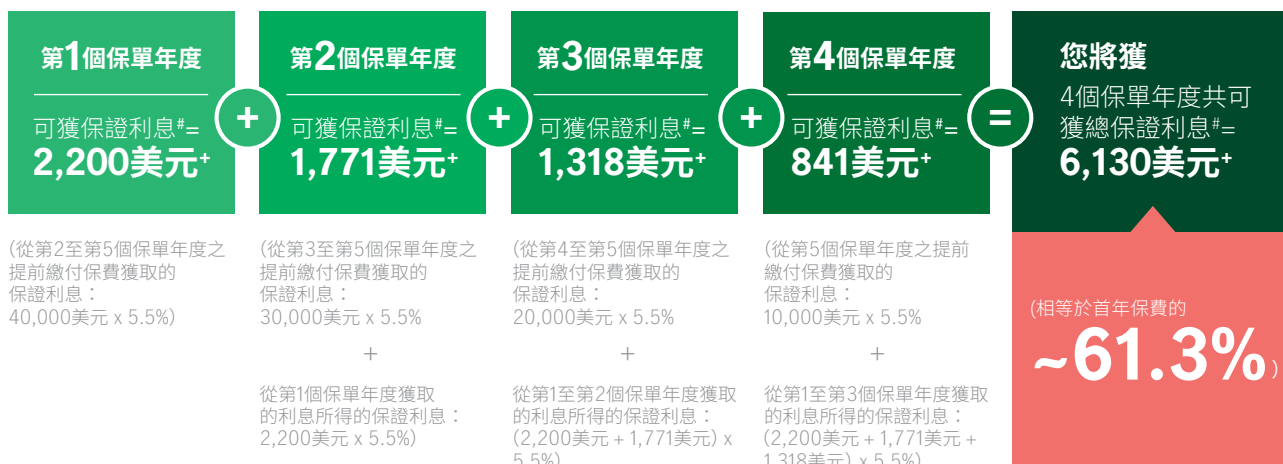 第1個保單年度
可獲保證利息#=
2,200美元+
(從第2至第5個保單年度之
提前繳付保費獲取的
保證利息：
40,000美元 x 5.5%)
+
第2個保單年度
可獲保證利息#=
1,771美元+
(從第3至第5個保單年度之
提前繳付保費獲取的
保證利息：
30,000美元 x 5.5%
+
從第1個保單年度獲取
的利息所得的保證利息：
2,200美元 x 5.5%)
+
第3個保單年度
可獲保證利息#=
1,318美元+
(從第4至第5個保單年度之
提前繳付保費獲取的
保證利息：
20,000美元 x 5.5%
+
從第1至第2個保單年度獲取
的利息所得的保證利息：
(2,200美元 + 1,771美元) x
5.5%)
+
第4個保單年度
可獲保證利息#=
841美元+
(從第5個保單年度之提前
繳付保費獲取的
保證利息：
10,000美元 x 5.5%
+
從第1至第3個保單年度獲取
的利息所得的保證利息：
(2,200美元 + 1,771美元 +
1,318美元) x 5.5%)
=
您將獲
4個保單年度共可
獲總保證利息#=
6,130美元+
(相等於首年保費的
~61.3%)